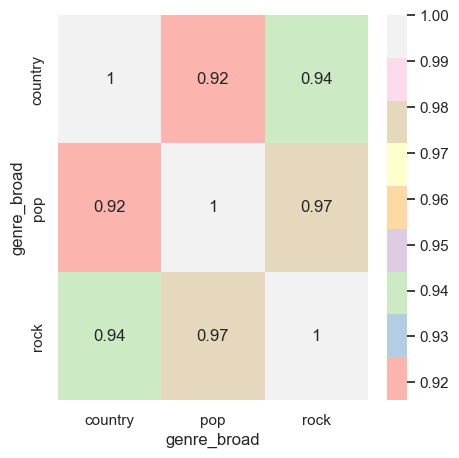 country
pop
rock
genre_broad
1
0.92
0.94
0.92
1
0.97
0.94
0.97
1
country
pop
rock
genre_broad
1.00
0.99
0.98
0.97
0.96
0.95
0.94
0.93
0.92